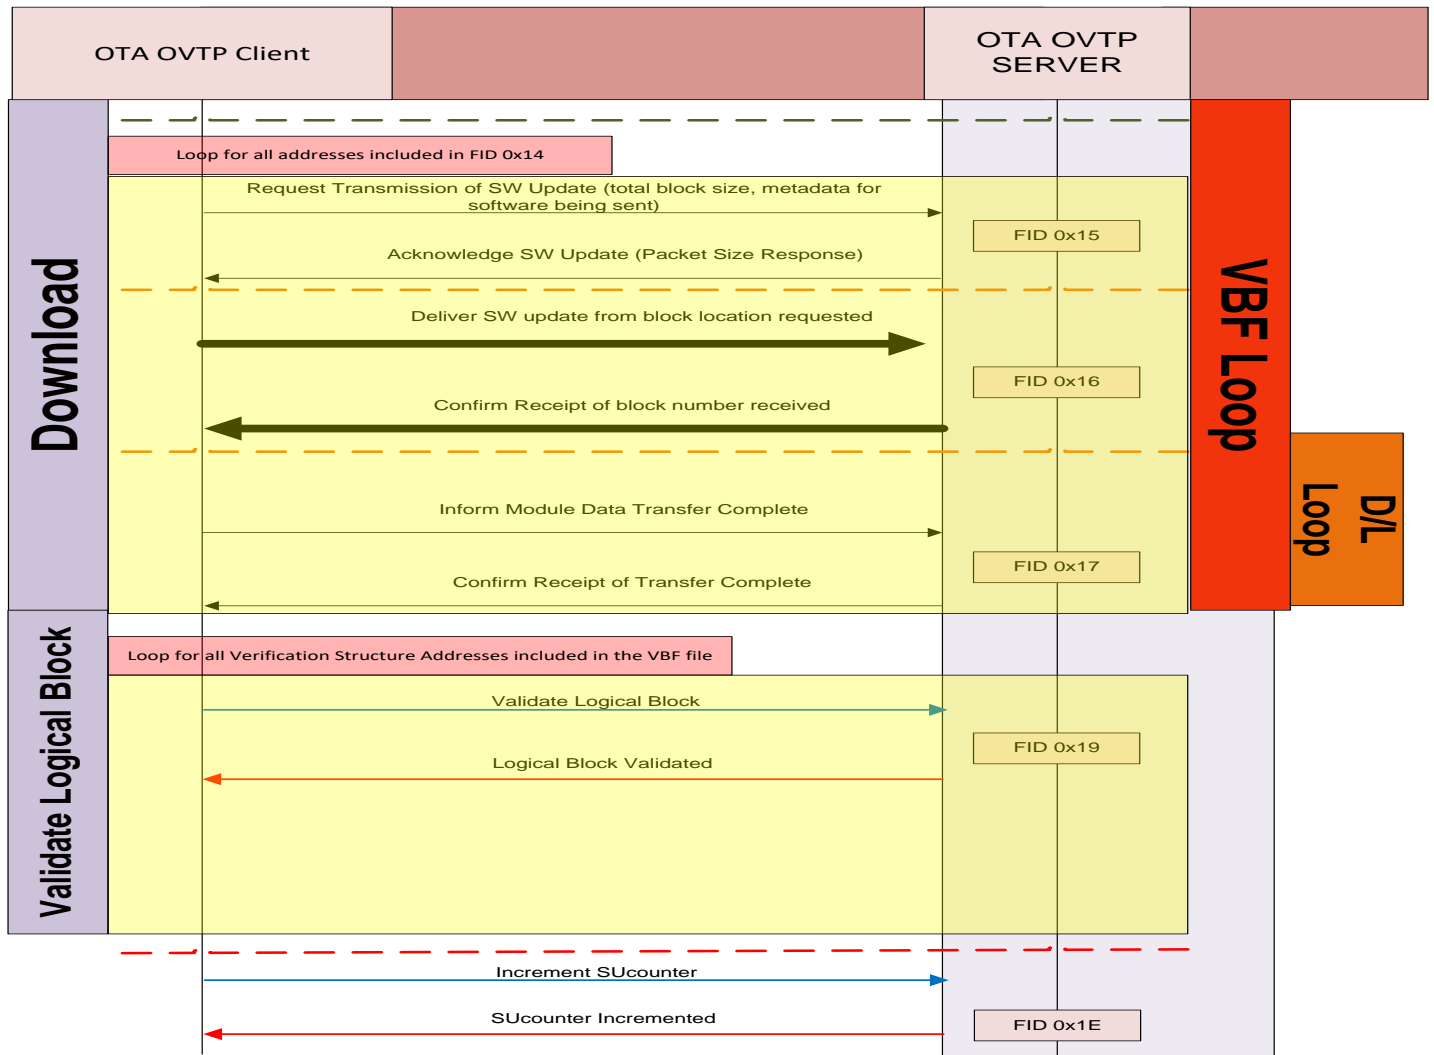 OTA OVTP Client
OTA OVTP
SERVER
Loop for all addresses included in FID 0x14
Request Transmission of SW Update (total block size, metadata for
software being sent)
FID 0x15
Acknowledge SW Update (Packet Size Response)
Deliver SW update from block location requested
FID 0x16
Confirm Receipt of block number received
Inform Module Data Transfer Complete
FID 0x17
Confirm Receipt of Transfer Complete
Download
VBF Loop
D/L
Loop
Loop for all Verification Structure Addresses included in the VBF file
Validate Logical Block
FID 0x19
Logical Block Validated
Validate Logical Block
Increment SUcounter
SUcounter Incremented
FID 0x1E